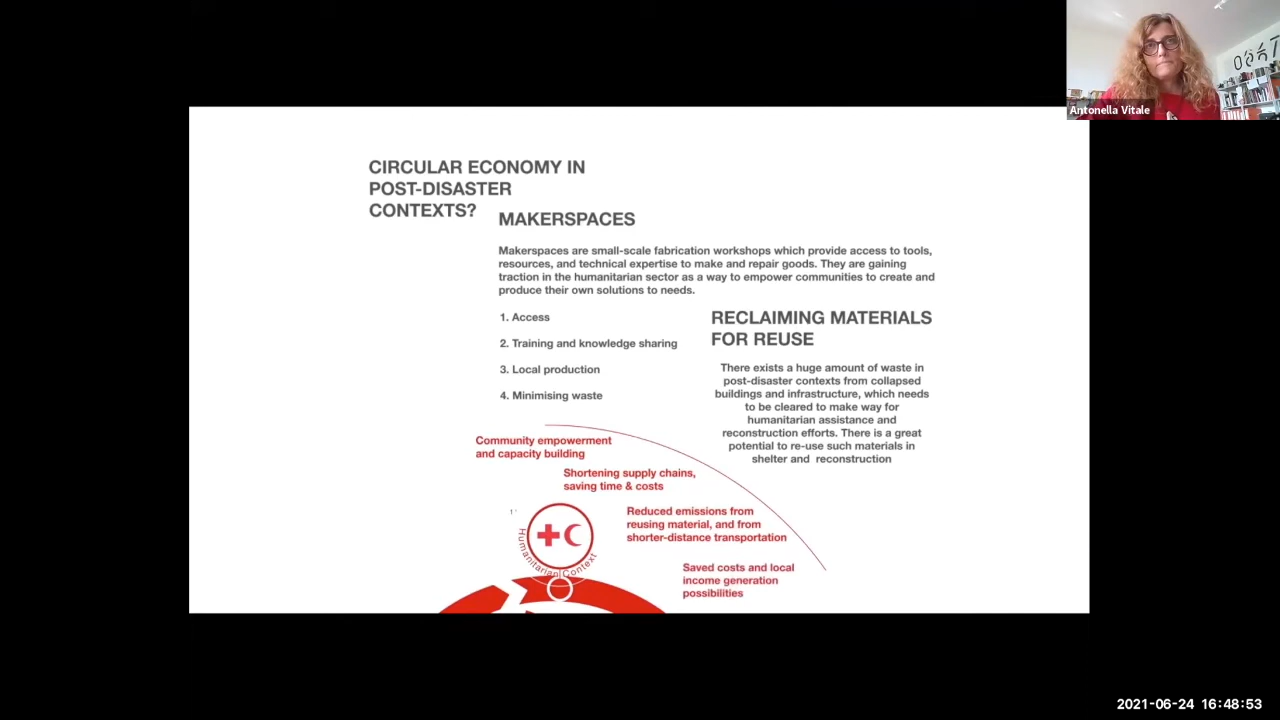 Antonella Vitale
CIRCULAR ECONOMY IN
POST-DISASTER
CONTEXTS?
MAKERSPACES
Makerspaces are small-scale fabrication workshops which provide access to tools,
resources, and technical expertise to make and repair goods. They are gaining
traction in the humanitarian sector as a way to empower communities to create and
produce their own solutions to needs.
1. Access
2. Training and knowledge sharing
3. Local production
4. Minimising waste
RECLAIMING MATERIALS
FOR REUSE
There exists a huge amount of waste in
post-disaster contexts from collapsed
buildings and infrastructure, which needs
to be cleared to make way for
humanitarian assistance and
reconstruction efforts. There is a great
potential to re-use such materials in
shelter and reconstruction
Community empowerment
and capacity building
Shortening supply chains,
saving time & costs
Reduced emissions from
reusing material, and from
shorter-distance transportation
Saved costs and local
income generation
possibilities
Humanitarian Context
2021-06-24 16:48:53